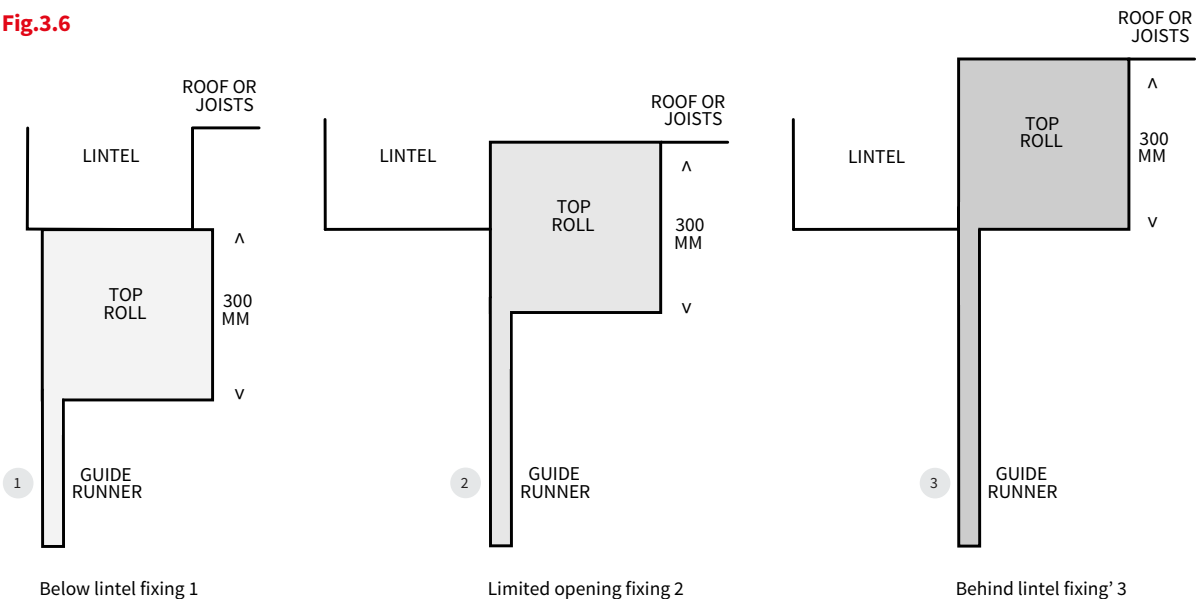 Fig.3.6
ROOF OR
JOISTS
LINTEL
TOP
ROLL
^
300
MM
v
1
GUIDE
RUNNER
Below lintel fixing 1
ROOF OR
JOISTS
LINTEL
TOP
ROLL
^
300
MM
v
2
GUIDE
RUNNER
Limited opening fixing 2
ROOF OR
JOISTS
LINTEL
TOP
ROLL
^
300
MM
v
3
GUIDE
RUNNER
Behind lintel fixing’ 3